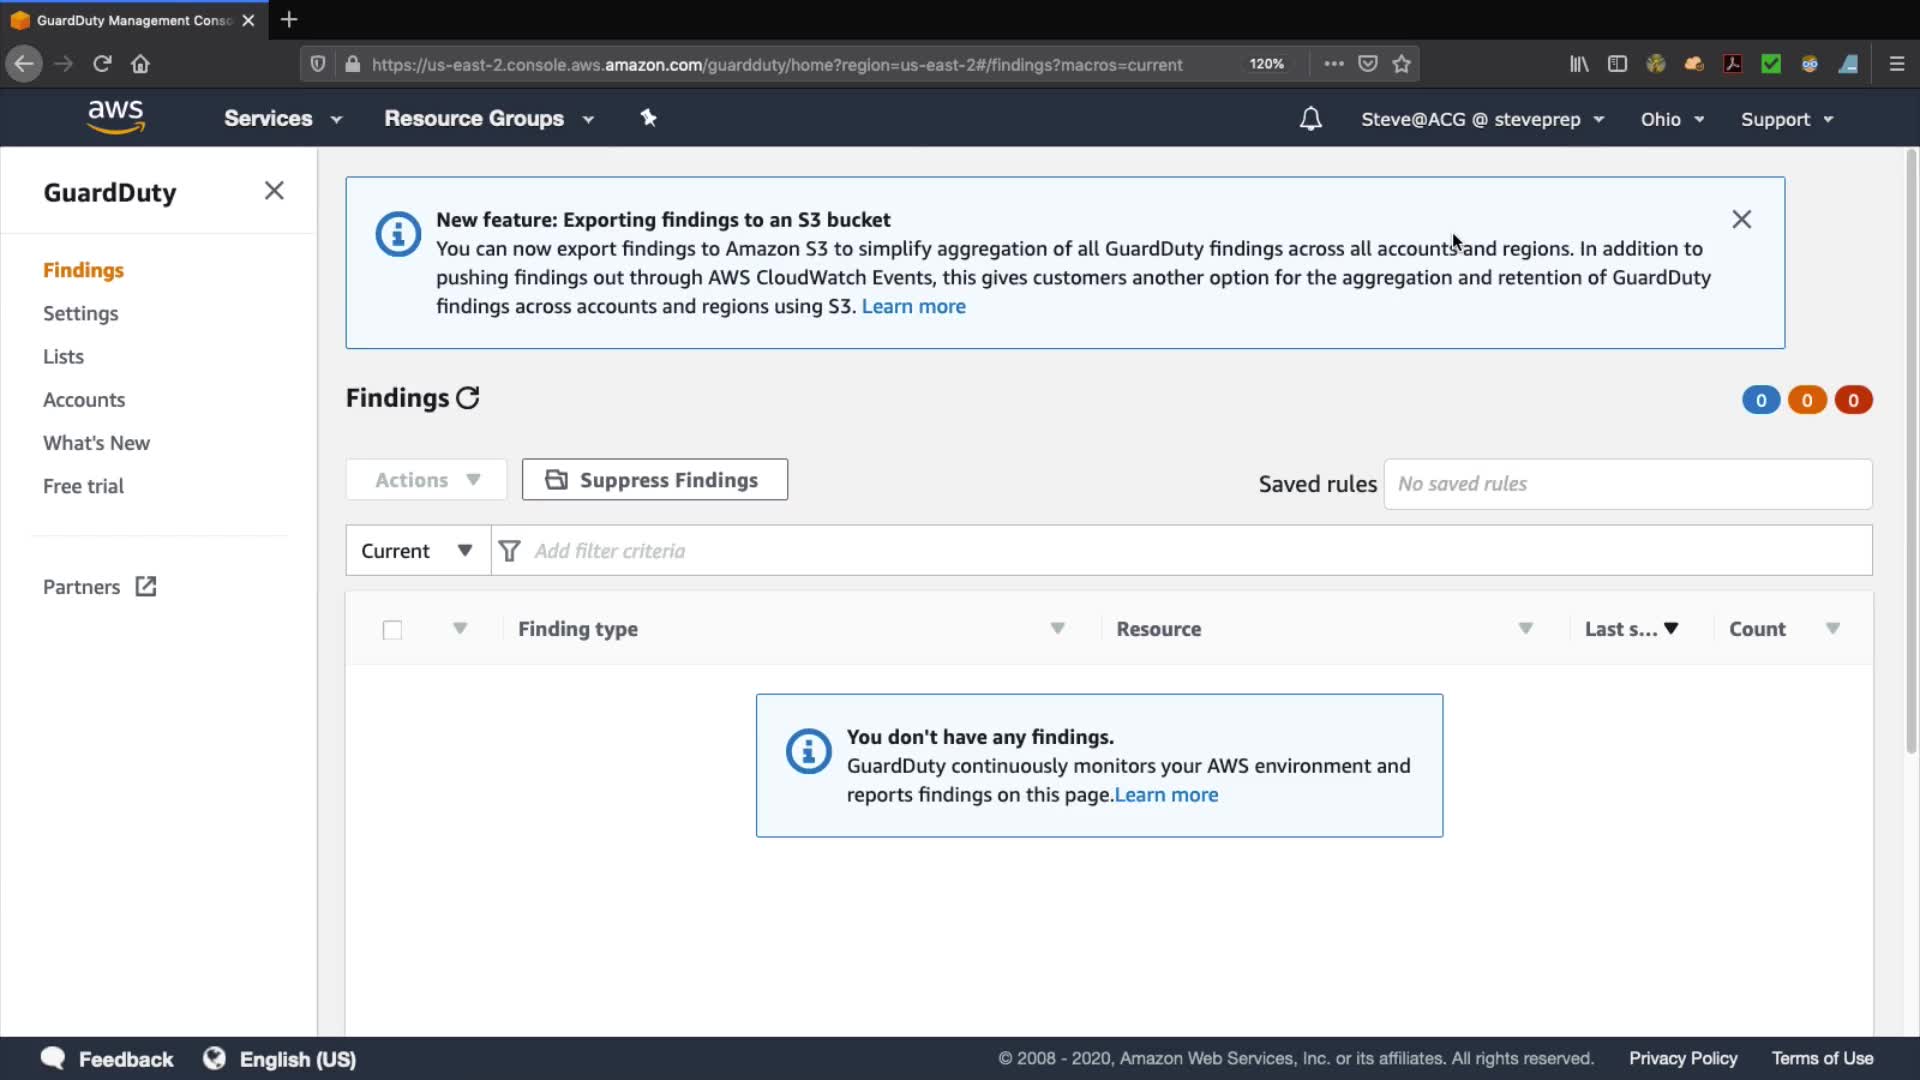 GuardDuty Management Conso
https://us-east-2.console.aws.amazon.com/guardduty/home?region=us-east-2#/findings?macros=current
120%
aws
Services
Resource Groups
Steve@ACG @ steveprep
Ohio
Support
GuardDuty
Findings
Settings
Lists
Accounts
What's New
Free trial
Partners
New feature: Exporting findings to an S3 bucket
You can now export findings to Amazon S3 to simplify aggregation of all GuardDuty findings across all accounts and regions. In addition to
pushing findings out through AWS CloudWatch Events, this gives customers another option for the aggregation and retention of GuardDuty
findings across accounts and regions using S3. Learn more
Findings
0 0 0
Actions
Suppress Findings
Saved rules
No saved rules
Current
Add filter criteria
Finding type
Resource
Last s...
Count
You don't have any findings.
GuardDuty continuously monitors your AWS environment and
reports findings on this page.Learn more
Feedback
English (US)
© 2008 - 2020, Amazon Web Services, Inc. or its affiliates. All rights reserved.
Privacy Policy
Terms of Use